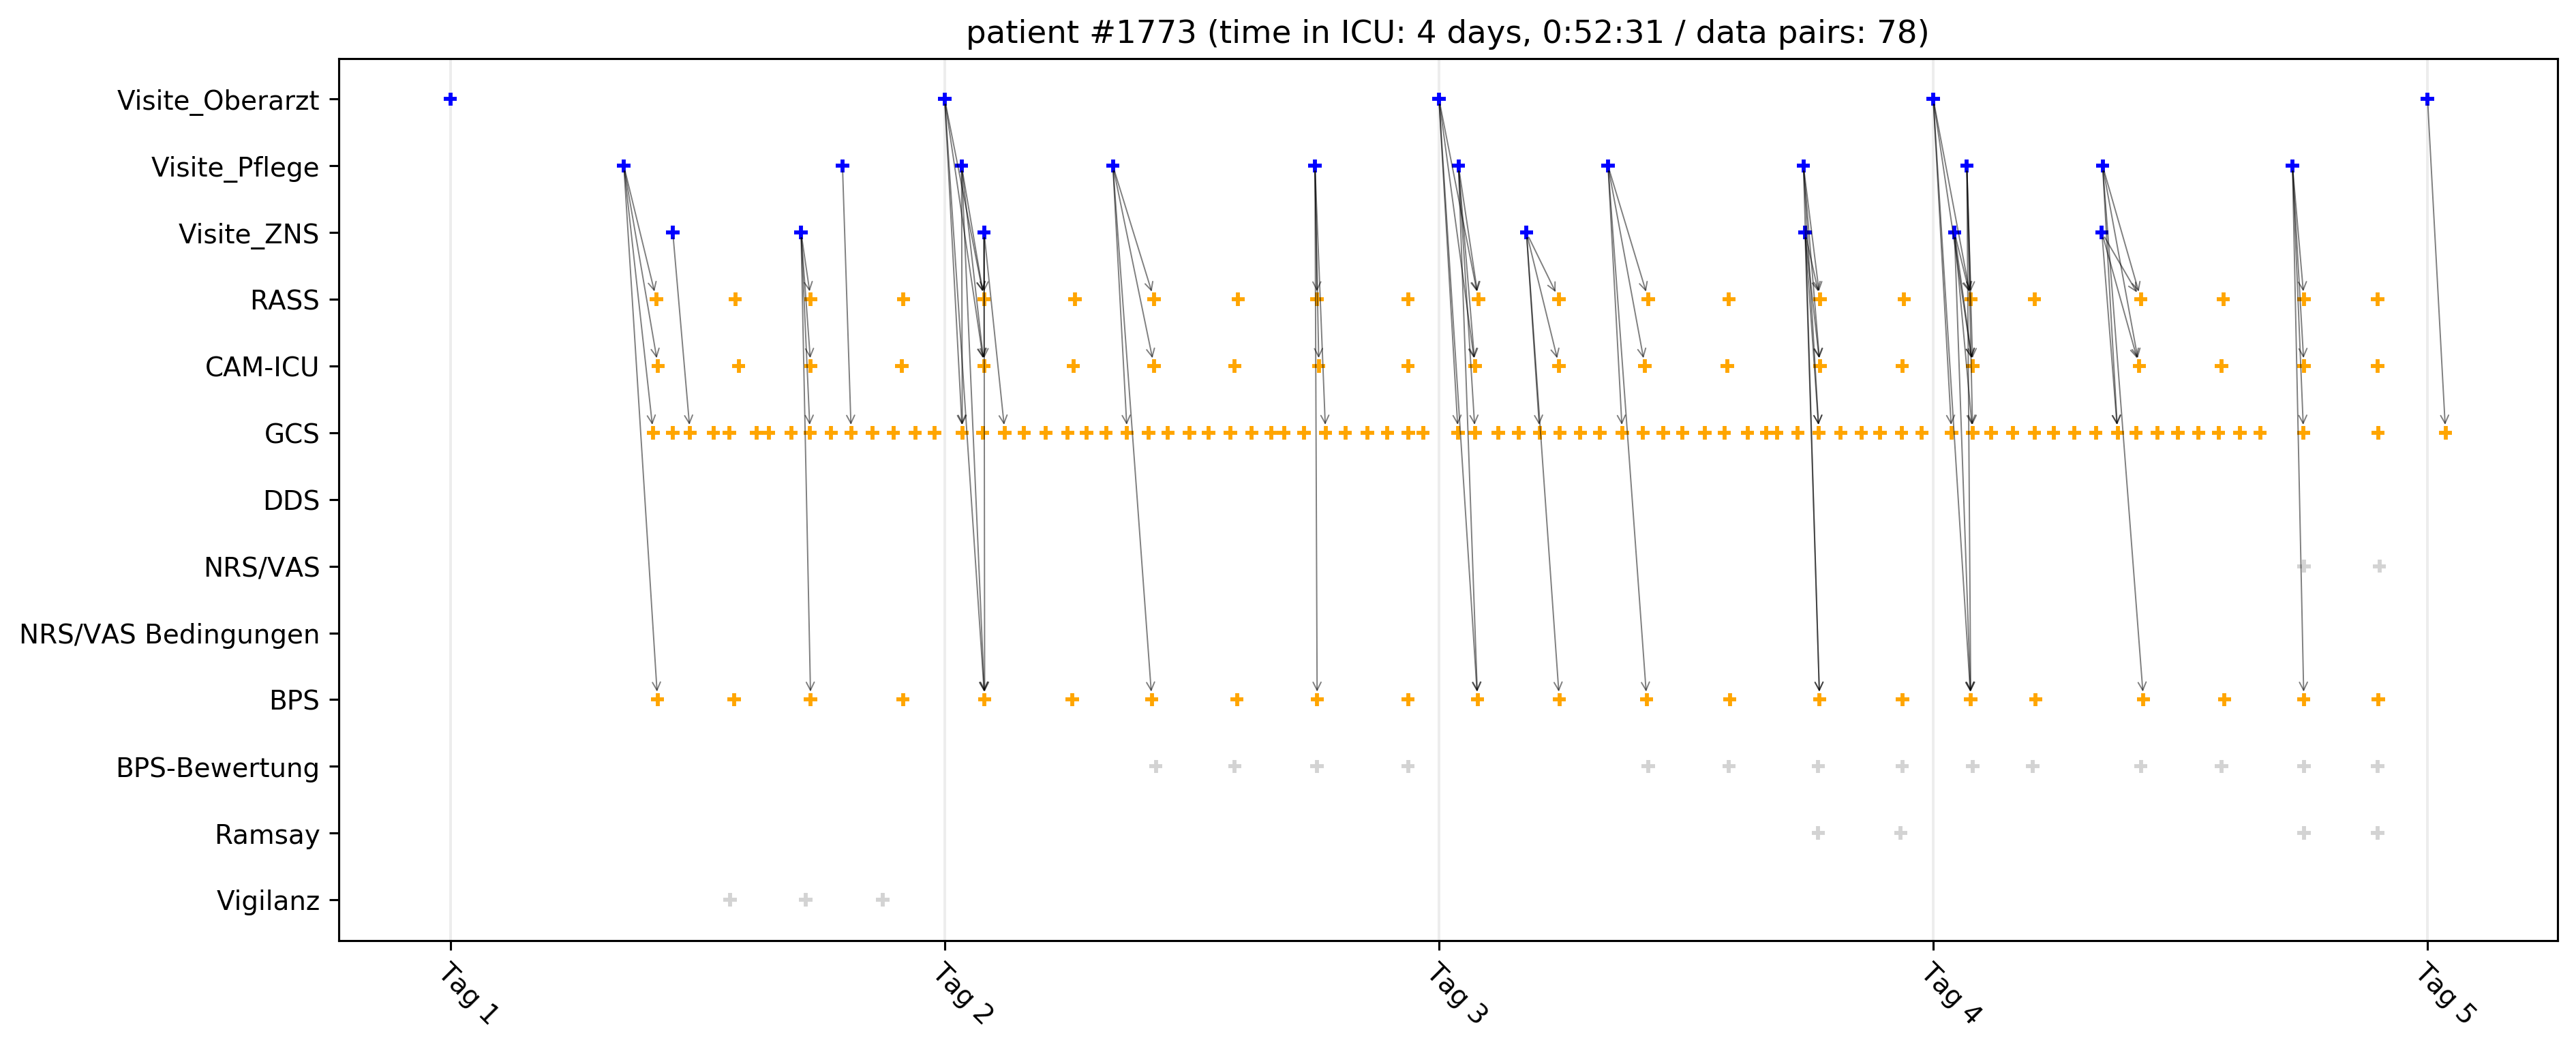 patient #1773 (time in ICU: 4 days, 0:52:31 / data pairs: 78)
Visite_Oberarzt
Visite_Pflege
Visite_ZNS
RASS
CAM-ICU
GCS
DDS
NRS/VAS
NRS/VAS Bedingungen
BPS
BPS-Bewertung
Ramsay
Vigilanz
Tag 1
Tag 2
Tag 3
Tag 4
Tag 5